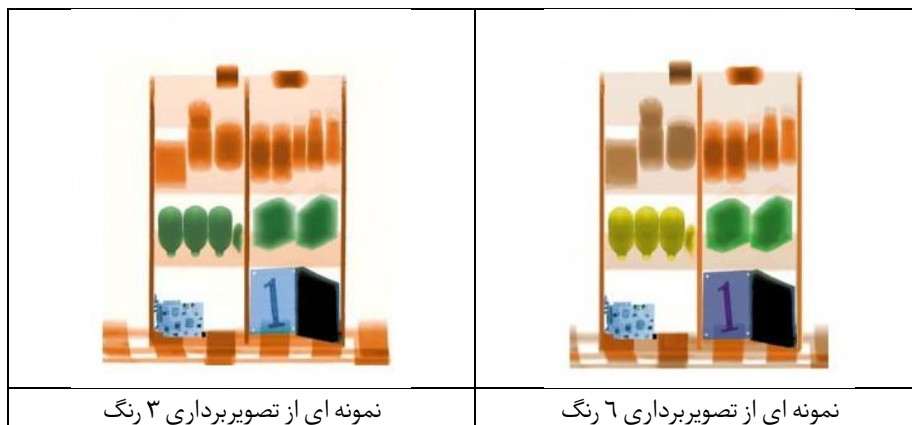 1
1
نمونه ای از تصویربرداری ۳ رنگ
نمونه ای از تصویربرداری ٦ رنگ